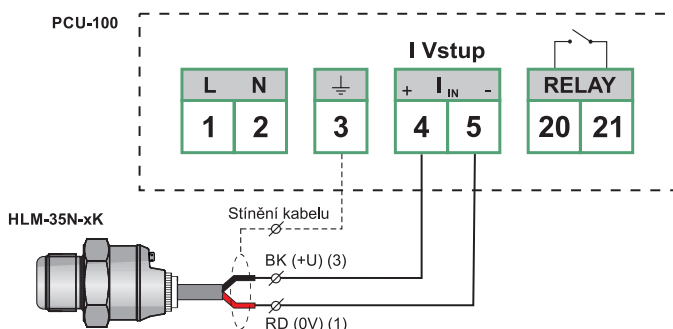 PCU-100
I Vstup
L N
+ I IN -
RELAY
1 2 3 4 5 20 21
Stínění kabelu
HLM-35N-xK
BK (+U) (3)
RD (0V) (1)